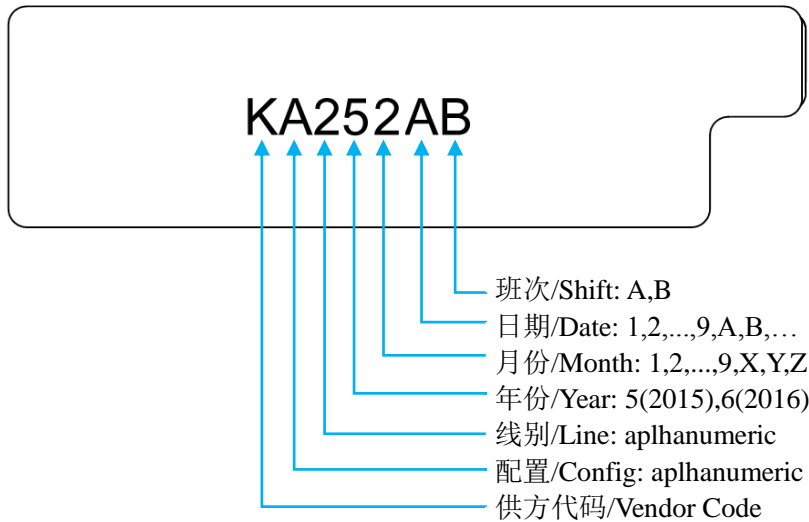 KA252AB
班次/Shift: A,B
日期/Date: 1,2,...,9,A,B,…
月份/Month: 1,2,...,9,X,Y,Z
年份/Year: 5(2015),6(2016)
线别/Line: aplhanumeric
配置/Config: aplhanumeric
供方代码/Vendor Code